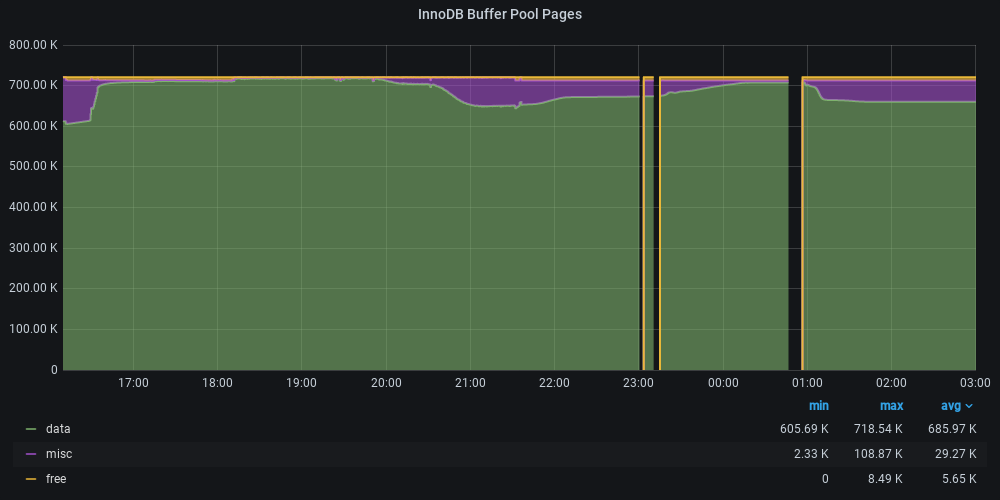 InnoDB Buffer Pool Pages
800.00 K
700.00 K
600.00 K
500.00 K
400.00 K
300.00 K
200.00 K
100.00 K
0
17:00 18:00 19:00 20:00 21:00 22:00 23:00 00:00 01:00 02:00 03:00
min max avg
data 605.69 K 718.54 K 685.97 K
misc 2.33 K 108.87 K 29.27 K
free 0 8.49 K 5.65 K